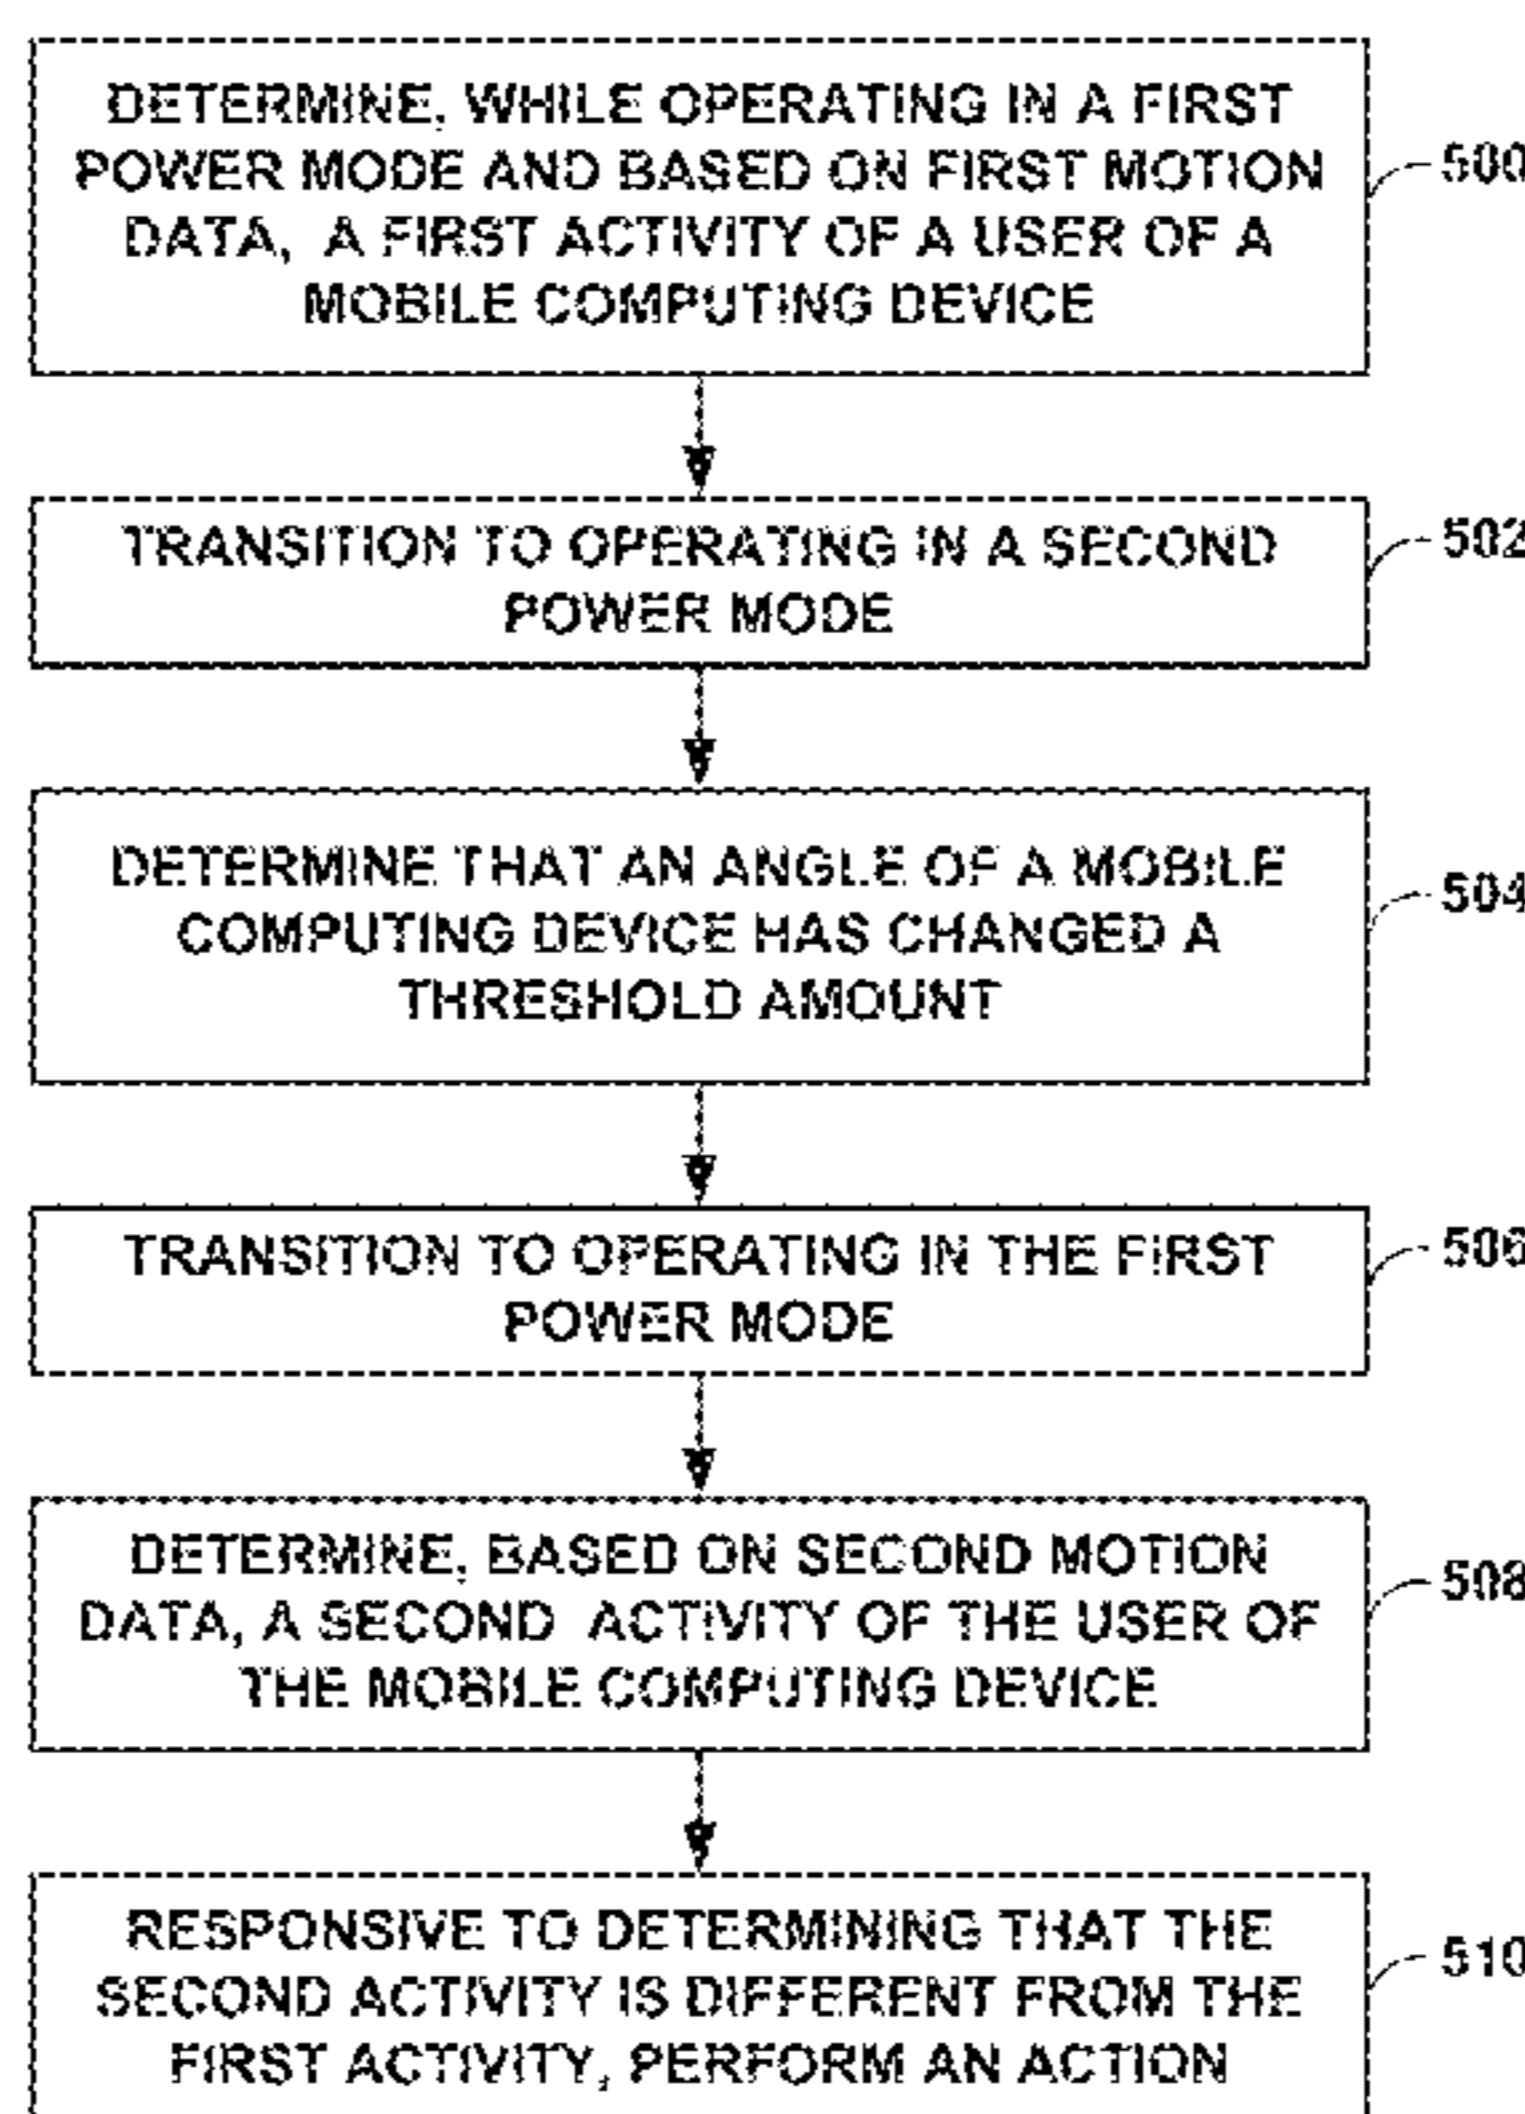 DETERMINE, WHILE OPERATING IN A FIRST
POWER MODE AND BASED ON FIRST MOTION
DATA, A FIRST ACTIVITY OF A USER OF A
MOBILE COMPUTING DEVICE
500
TRANSITION TO OPERATING IN A SECOND
POWER MODE
502
DETERMINE THAT AN ANGLE OF A MOBILE
COMPUTING DEVICE HAS CHANGED A
THRESHOLD AMOUNT
504
TRANSITION TO OPERATING IN THE FIRST
POWER MODE
506
DETERMINE, BASED ON SECOND MOTION
DATA, A SECOND ACTIVITY OF THE USER OF
THE MOBILE COMPUTING DEVICE
508
RESPONSIVE TO DETERMINING THAT THE
SECOND ACTIVITY IS DIFFERENT FROM THE
FIRST ACTIVITY, PERFORM AN ACTION
510